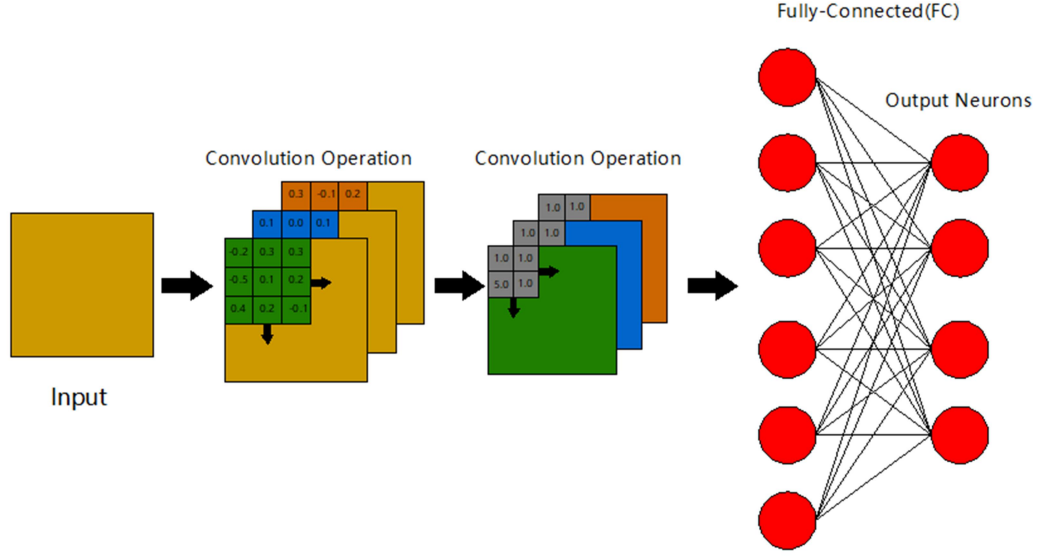 Fully-Connected(FC)
Output Neurons
Convolution Operation
Convolution Operation
0.3 -0.1 0.2
0.1 0.0 0.1
-0.2 0.3 0.3
-0.5 0.1 0.2
0.4 0.2 -0.1
1.0 1.0
1.0 1.0
1.0 1.0
5.0 1.0
Input